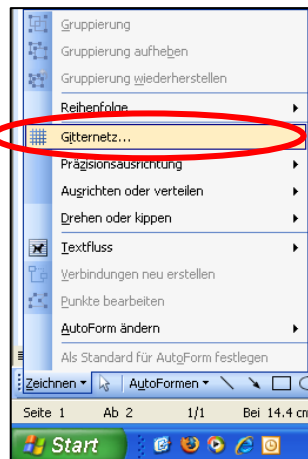 Gruppierung
Gruppierung aufheben
Gruppierung wiederherstellen
Reihenfolge
Gitternetz...
Präzisionsausrichtung
Ausrichten oder verteilen
Drehen oder kippen
Textfluss
Verbindungen neu erstellen
Punkte bearbeiten
AutoForm ändern
Als Standard für AutoForm festlegen
Zeichnen AutoFormen
Seite 1 Ab 2 1/1 Bei 14.4 cm
Start